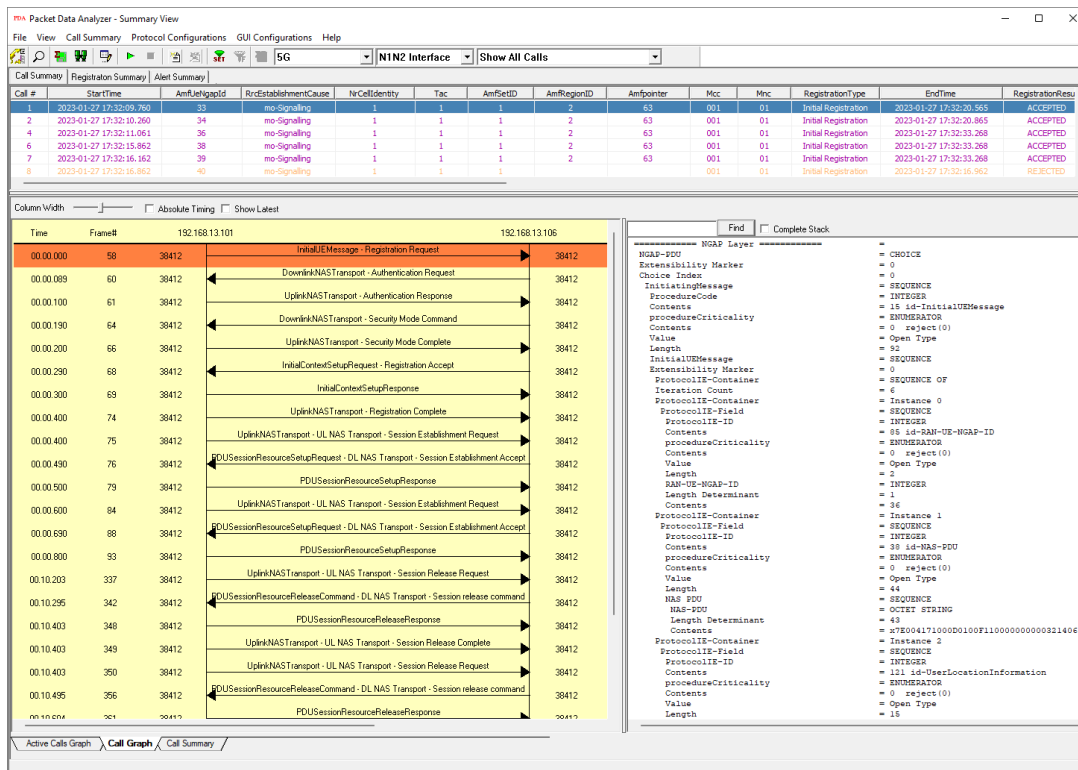 PDA Packet Data Analyzer - Summary View
File View Call Summary Protocol Configurations GUI Configurations Help
SET 5G N1N2 Interface Show All Calls
Call Summary Registraton Summary Alert Summary
Call # StartTime AmfUeNgapId RrcEstablishmentCause NrCellIdentity Tac AmfSetID AmfRegionID Amfpointer Mcc Mnc RegistrationType EndTime RegistrationResu
1 2023-01-27 17:32:09.760 33 mo-Signalling 1 1 1 2 63 001 01 Initial Registration 2023-01-27 17:32:20.565 ACCEPTED
2 2023-01-27 17:32:10.260 34 mo-Signalling 1 1 1 2 63 001 01 Initial Registration 2023-01-27 17:32:20.865 ACCEPTED
4 2023-01-27 17:32:11.061 36 mo-Signalling 1 1 1 2 63 001 01 Initial Registration 2023-01-27 17:32:33.268 ACCEPTED
6 2023-01-27 17:32:15.862 38 mo-Signalling 1 1 1 2 63 001 01 Initial Registration 2023-01-27 17:32:33.268 ACCEPTED
7 2023-01-27 17:32:16.162 39 mo-Signalling 1 1 1 2 63 001 01 Initial Registration 2023-01-27 17:32:33.268 ACCEPTED
8 2023-01-27 17:32:16.862 40 mo-Signalling 1 1 1 001 01 Initial Registration 2023-01-27 17:32:16.962 REJECTED
Column Width Absolute Timing Show Latest
Time Frame# 192.168.13.101 192.168.13.106
InitialUEMessage - Registration Request
00.00.000 58 38412 38412
DownlinkNASTransport - Authentication Request
00.00.089 60 38412 38412
UplinkNASTransport - Authentication Response
00.00.100 61 38412 38412
DownlinkNASTransport - Security Mode Command
00.00.190 64 38412 38412
UplinkNASTransport - Security Mode Complete
00.00.200 66 38412 38412
InitialContextSetupRequest - Registration Accept
00.00.290 68 38412 38412
InitialContextSetupResponse
00.00.300 69 38412 38412
UplinkNASTransport - Registration Complete
00.00.400 74 38412 38412
UplinkNASTransport - UL NAS Transport - Session Establishment Request
00.00.400 75 38412 38412
PDUSessionResourceSetupRequest - DL NAS Transport - Session Establishment Accept
00.00.490 76 38412 38412
PDUSessionResourceSetupResponse
00.00.500 79 38412 38412
UplinkNASTransport - UL NAS Transport - Session Establishment Request
00.00.600 84 38412 38412
PDUSessionResourceSetupRequest - DL NAS Transport - Session Establishment Accept
00.00.690 88 38412 38412
PDUSessionResourceSetupResponse
00.00.800 93 38412 38412
UplinkNASTransport - UL NAS Transport - Session Release Request
00.10.203 337 38412 38412
PDUSessionResourceReleaseCommand - DL NAS Transport - Session release command
00.10.295 342 38412 38412
PDUSessionResourceReleaseResponse
00.10.403 348 38412 38412
UplinkNASTransport - UL NAS Transport - Session Release Complete
00.10.403 349 38412 38412
UplinkNASTransport - UL NAS Transport - Session Release Request
00.10.403 350 38412 38412
PDUSessionResourceReleaseCommand - DL NAS Transport - Session release command
00.10.495 356 38412 38412
PDUSessionResourceReleaseResponse
00.10.604 361 38412 38412
Find Complete Stack
============ NGAP Layer ============ =
NGAP-PDU = CHOICE
Extensibility Marker = 0
Choice Index = 0
InitiatingMessage = SEQUENCE
ProcedureCode = INTEGER
Contents = 15 id-InitialUEMessage
procedureCriticality = ENUMERATOR
Contents = 0 reject(0)
Value = Open Type
Length = 92
InitialUEMessage = SEQUENCE
Extensibility Marker = 0
ProtocolIE-Container = SEQUENCE OF
Iteration Count = 6
ProtocolIE-Container = Instance 0
ProtocolIE-Field = SEQUENCE
ProtocolIE-ID = INTEGER
Contents = 85 id-RAN-UE-NGAP-ID
procedureCriticality = ENUMERATOR
Contents = 0 reject(0)
Value = Open Type
Length = 2
RAN-UE-NGAP-ID = INTEGER
Length Determinant = 1
Contents = 36
ProtocolIE-Container = Instance 1
ProtocolIE-Field = SEQUENCE
ProtocolIE-ID = INTEGER
Contents = 38 id-NAS-PDU
procedureCriticality = ENUMERATOR
Contents = 0 reject(0)
Value = Open Type
Length = 44
NAS PDU = SEQUENCE
NAS-PDU = OCTET STRING
Length Determinant = 43
Contents = x7E004171000D0100F11000000000321406
ProtocolIE-Container = Instance 2
ProtocolIE-Field = SEQUENCE
ProtocolIE-ID = INTEGER
Contents = 121 id-UserLocationInformation
procedureCriticality = ENUMERATOR
Contents = 0 reject(0)
Value = Open Type
Length = 15
Active Calls Graph Call Graph Call Summary